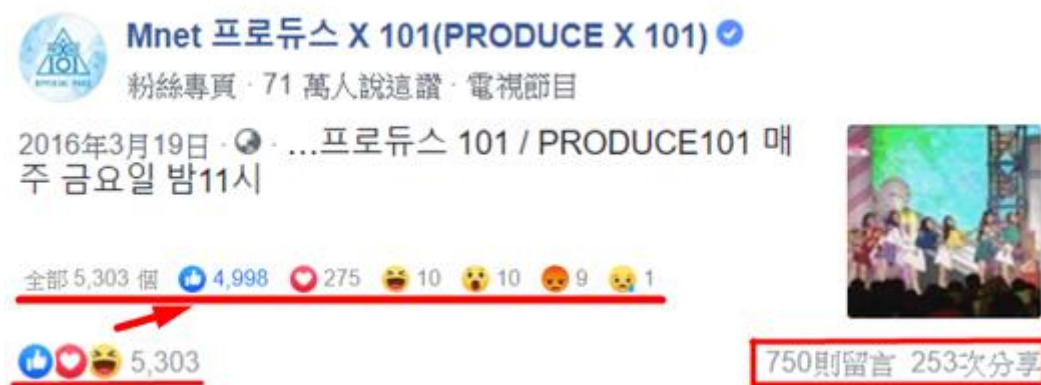 Mnet 프로듀스 X 101(PRODUCE X 101)
粉絲專頁 · 71 萬人說這讚 · 電視節目
2016年3月19日 · · ...프로듀스 101 / PRODUCE101 매
주 금요일 밤11시
全部 5,303 個 4,998 275 10 10 9 1
5,303
750則留言 253次分享